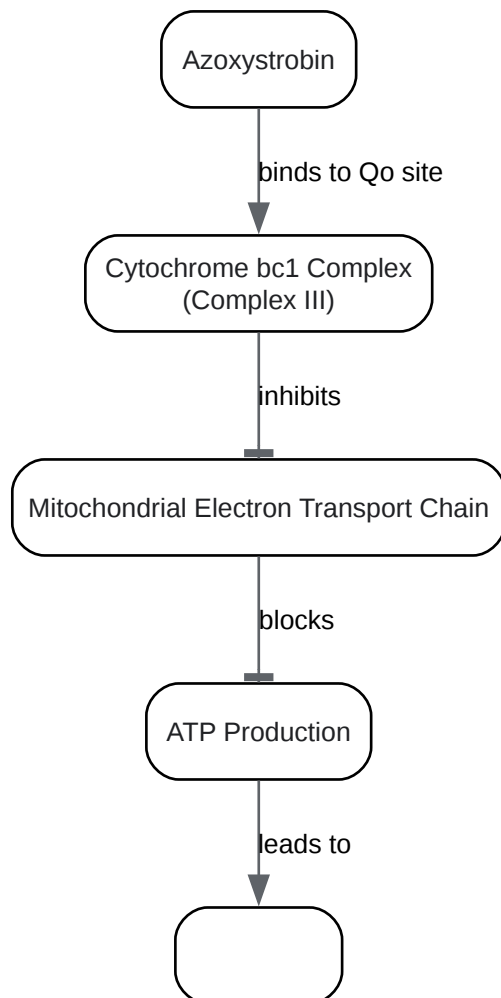 Azoxystrobin
binds to Qo site
Cytochrome bc1 Complex
(Complex III)
inhibits
Mitochondrial Electron Transport Chain
blocks
ATP Production
leads to